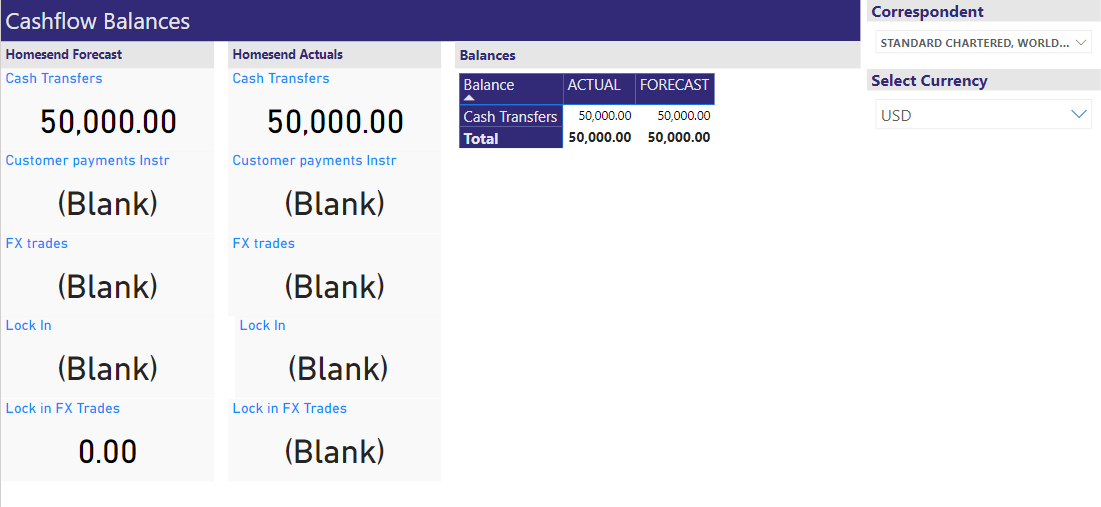 Cashflow Balances
Correspondent
STANDARD CHARTERED, WORLD...
Select Currency
USD
Homesend Forecast
Cash Transfers
50,000.00
Customer payments Instr
(Blank)
FX trades
(Blank)
Lock In
(Blank)
Lock in FX Trades
0.00
Homesend Actuals
Cash Transfers
50,000.00
Customer payments Instr
(Blank)
FX trades
(Blank)
Lock In
(Blank)
Lock in FX Trades
(Blank)
Balances
Balance ACTUAL FORECAST
Cash Transfers 50,000.00 50,000.00
Total 50,000.00 50,000.00